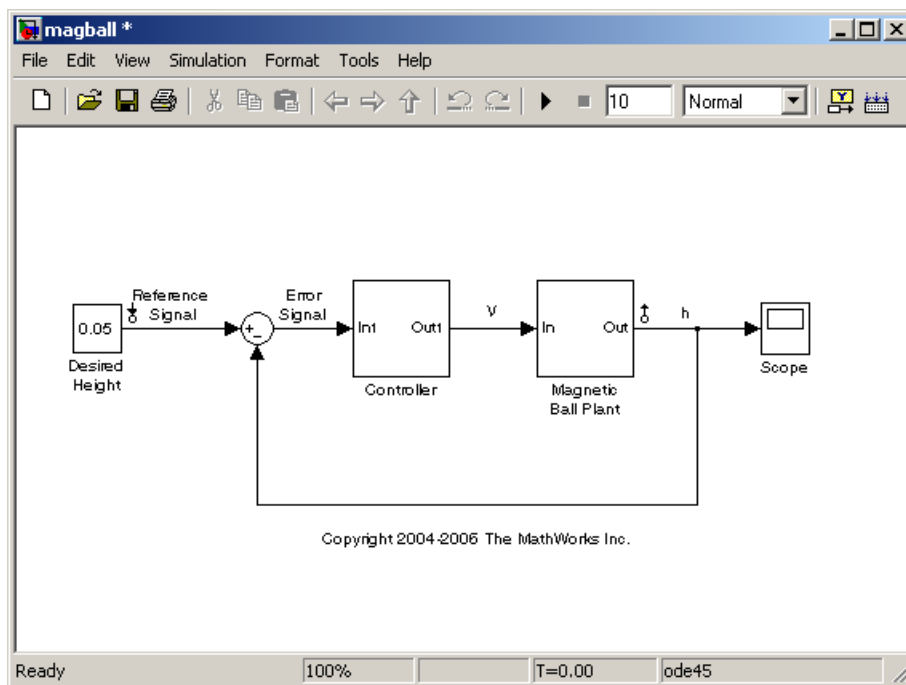 magball *
File Edit View Simulation Format Tools Help
10 Normal
Reference
Signal
Error
Signal
0.05
+
-
In1 Out1
V
In Out
h
Desired
Height
Controller
Magnetic
Ball Plant
Scope
Copyright 2004-2006 The MathWorks Inc.
Ready 100% T=0.00 ode45